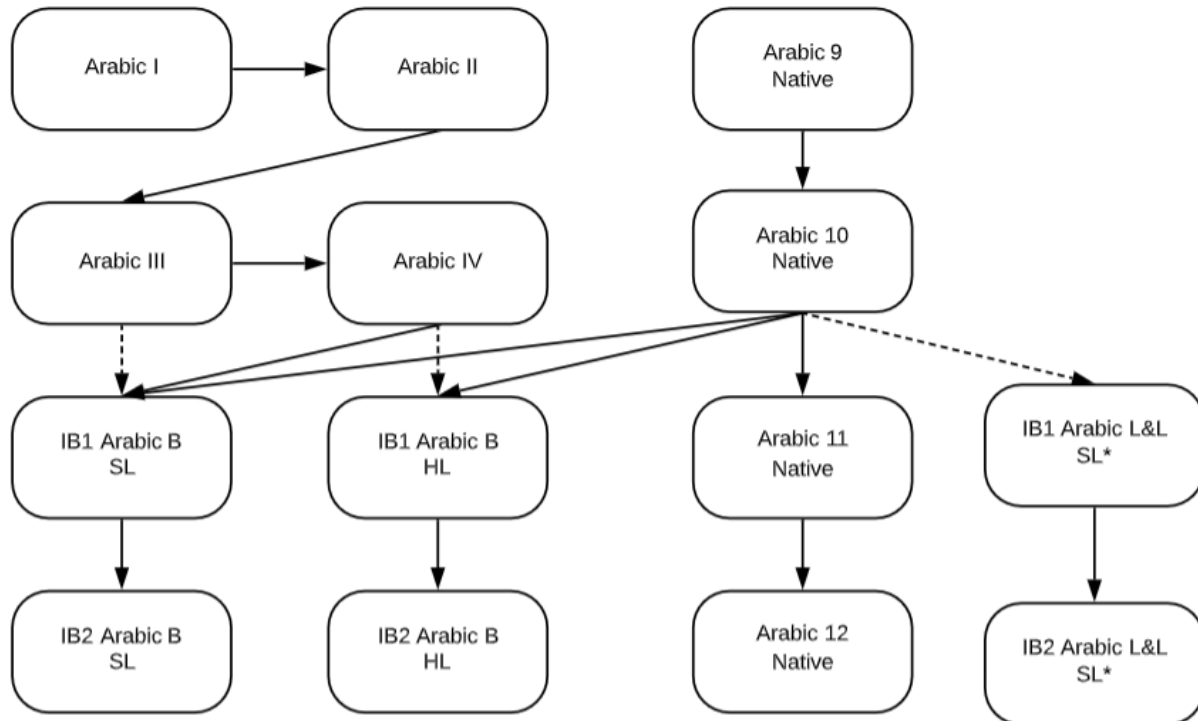 Arabic I
Arabic II
Arabic 9
Native
Arabic III
Arabic IV
Arabic 10
Native
IB1 Arabic B
SL
IB1 Arabic B
HL
Arabic 11
Native
IB1 Arabic L&L
SL*
IB2 Arabic B
SL
IB2 Arabic B
HL
Arabic 12
Native
IB2 Arabic L&L
SL*